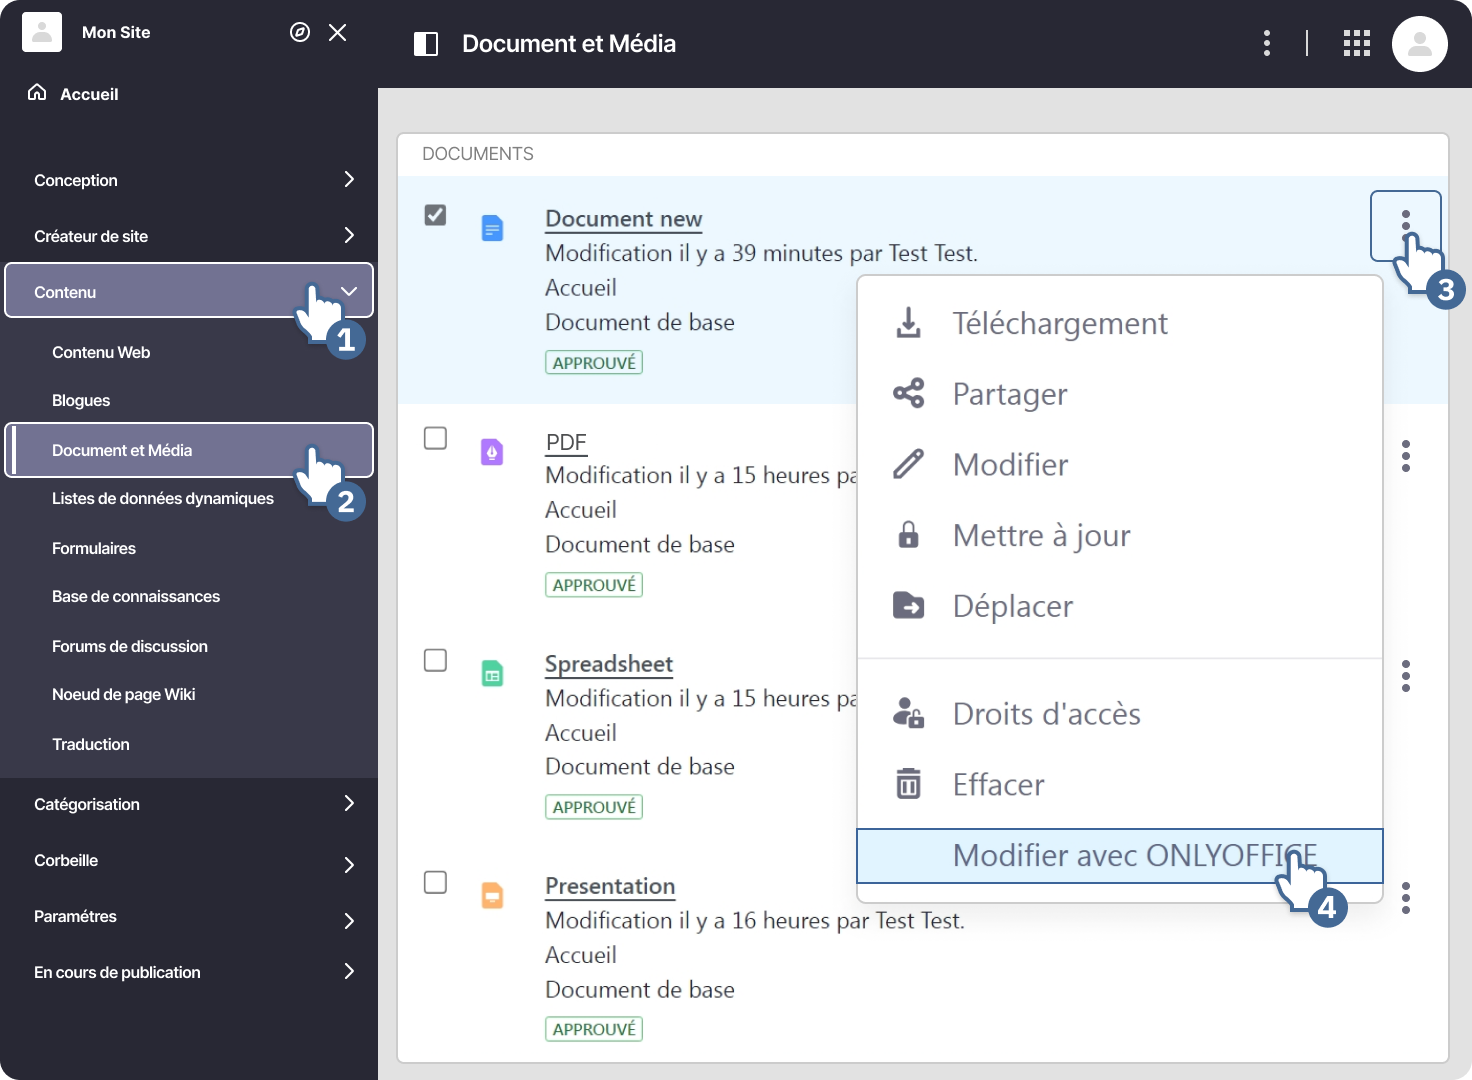 Mon Site
Accueil
Conception
Créateur de site
Contenu
1
Contenu Web
Blogues
Document et Média
2
Listes de données dynamiques
Formulaires
Base de connaissances
Forums de discussion
Noeud de page Wiki
Traduction
Catégorisation
Corbeille
Paramétres
En cours de publication
Document et Média
DOCUMENTS
Document new
Modification il y a 39 minutes par Test Test.
Accueil
Document de base
APPROUVÉ
3
PDF
Modification il y a 15 heures pa
Accueil
Document de base
APPROUVÉ
Spreadsheet
Modification il y a 15 heures pa
Accueil
Document de base
APPROUVÉ
Presentation
Modification il y a 16 heures par Test Test.
Accueil
Document de base
APPROUVÉ
Téléchargement
Partager
Modifier
Mettre à jour
Déplacer
Droits d'accès
Effacer
Modifier avec ONLYOFFICE
4